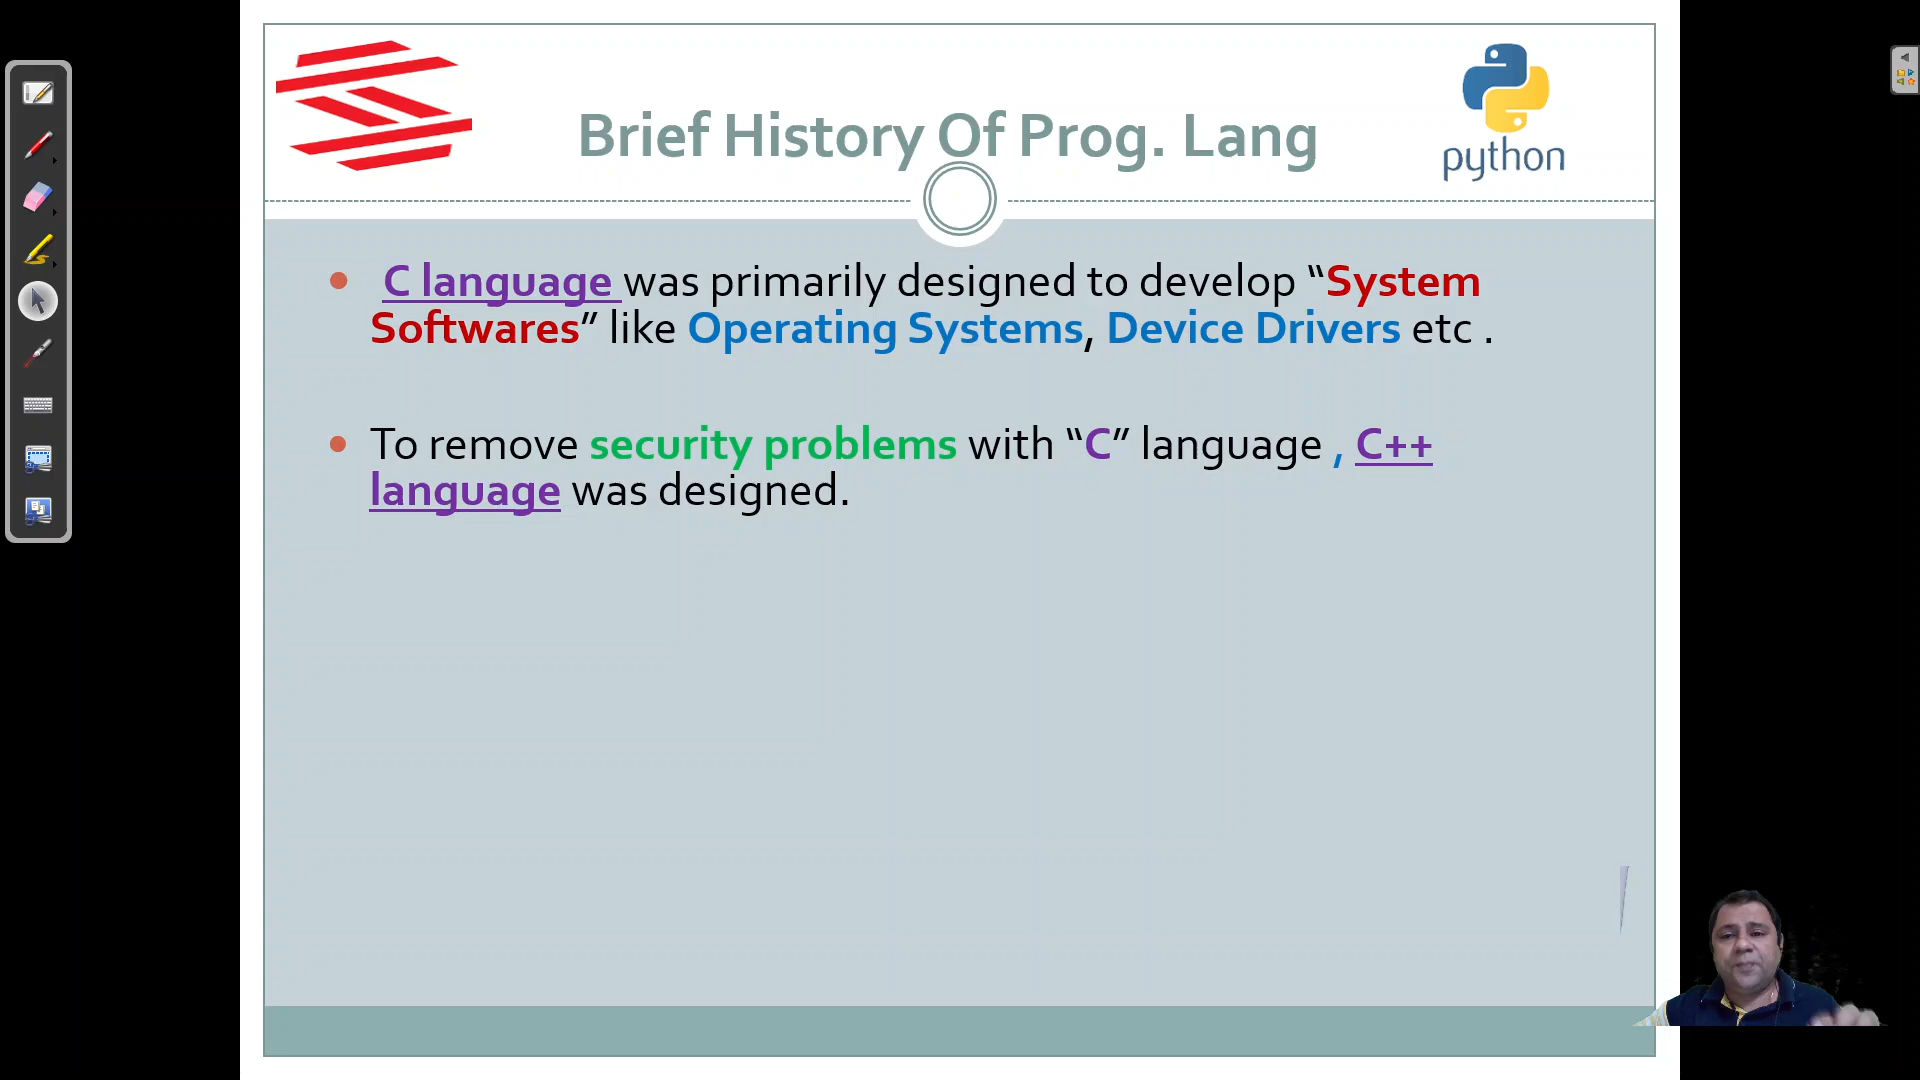 Brief History Of Prog. Lang
python
C language was primarily designed to develop “System
Softwares” like Operating Systems, Device Drivers etc .
To remove security problems with “C” language , C++
language was designed.